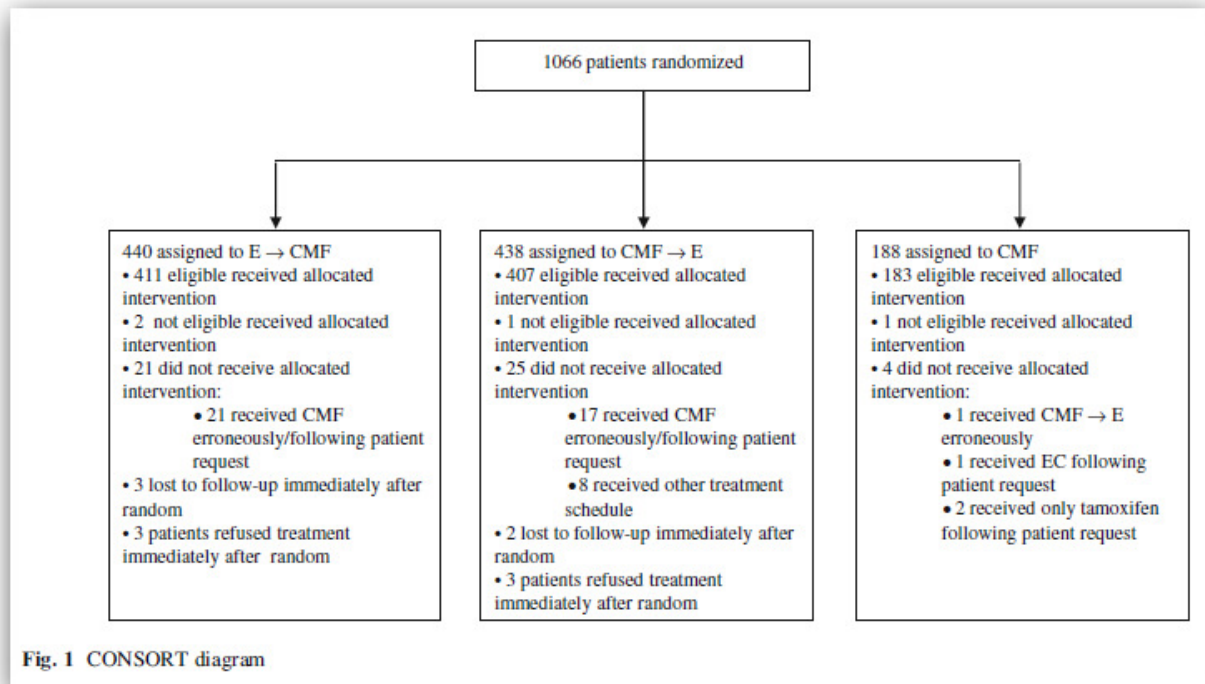 1066 patients randomized
440 assigned to E → CMF
• 411 eligible received allocated
intervention
• 2 not eligible received allocated
intervention
• 21 did not receive allocated
intervention:
• 21 received CMF
erroneously/following patient
request
• 3 lost to follow-up immediately after
random
• 3 patients refused treatment
immediately after random
438 assigned to CMF → E
• 407 eligible received allocated
intervention
• 1 not eligible received allocated
intervention
• 25 did not receive allocated
intervention
• 17 received CMF
erroneously/following patient
request
• 8 received other treatment
schedule
• 2 lost to follow-up immediately after
random
• 3 patients refused treatment
immediately after random
188 assigned to CMF
• 183 eligible received allocated
intervention
• 1 not eligible received allocated
intervention
• 4 did not receive allocated
intervention:
• 1 received CMF → E
erroneously
• 1 received EC following
patient request
• 2 received only tamoxifen
following patient request
Fig. 1 CONSORT diagram